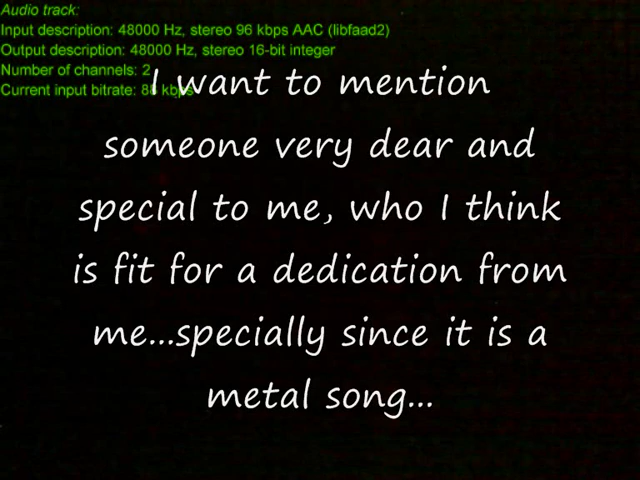 Audio track:
Input description: 48000 Hz, stereo 96 kbps AAC (libfaad2)
Output description: 48000 Hz, stereo 16-bit integer
Number of channels: 2
Current input bitrate: 88 kbps
I want to mention
someone very dear and
special to me, who I think
is fit for a dedication from
me...specially since it is a
metal song...